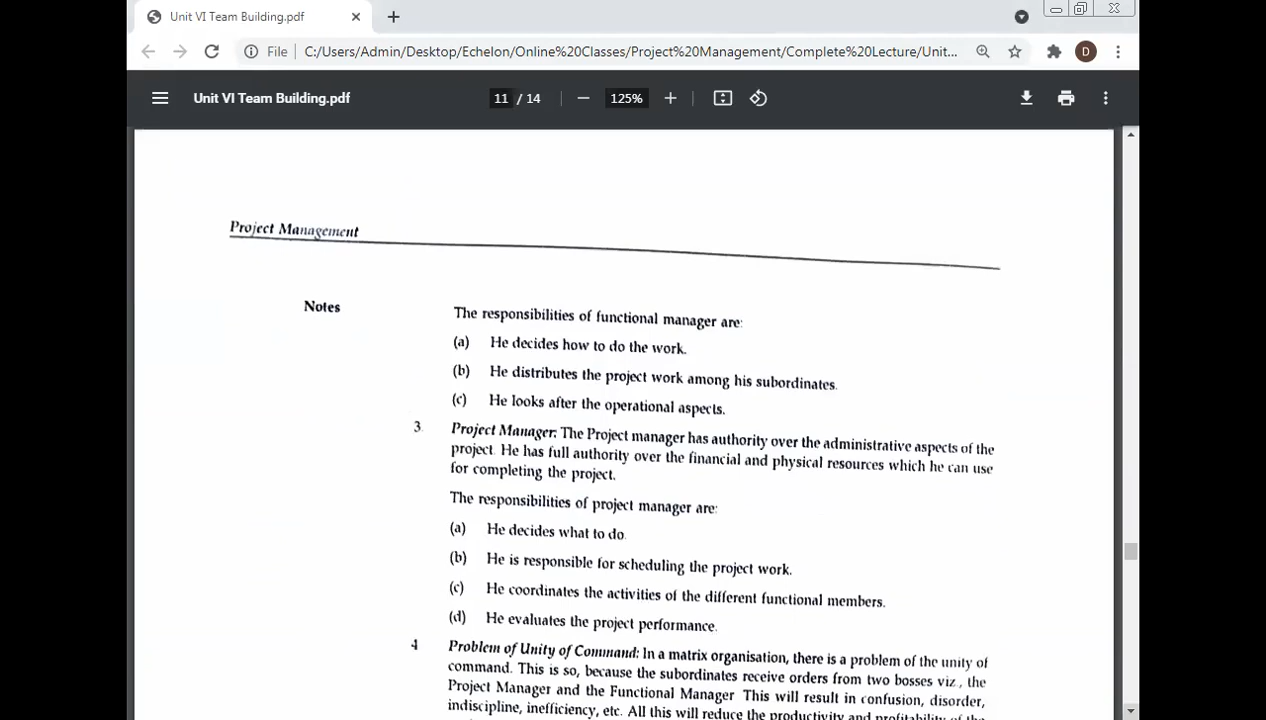 Unit VI Team Building.pdf
File C:/Users/Admin/Desktop/Echelon/Online%20Classes/Project%20Management/Complete%20Lecture/Unit... D
Unit VI Team Building.pdf 11 / 14 125%
Project Management
Notes
The responsibilities of functional manager are:
(a) He decides how to do the work.
(b) He distributes the project work among his subordinates.
(c) He looks after the operational aspects.
3. Project Manager: The Project manager has authority over the administrative aspects of the
project. He has full authority over the financial and physical resources which he can use
for completing the project.
The responsibilities of project manager are:
(a) He decides what to do.
(b) He is responsible for scheduling the project work.
(c) He coordinates the activities of the different functional members.
(d) He evaluates the project performance.
4 Problem of Unity of Command: In a matrix organisation, there is a problem of the unity of
command. This is so, because the subordinates receive orders from two bosses viz., the
Project Manager and the Functional Manager This will result in confusion, disorder,
indiscipline, inefficiency, etc. All this will reduce the productivity and profitability of the